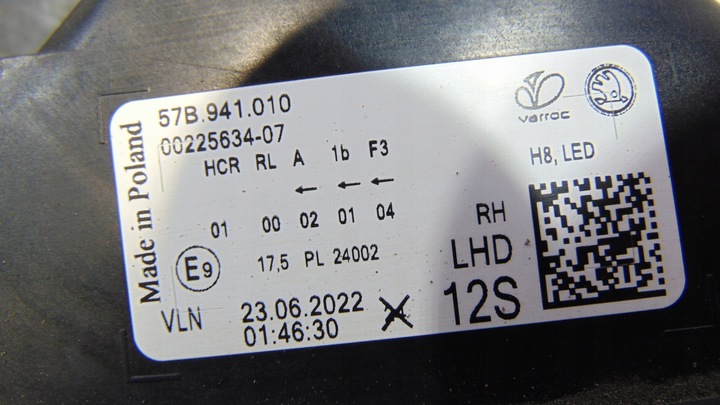 Made in Poland
57B.941.010
00225634-07
varroc
HCR RL A 1b F3
← ← ←
01 00 02 01 04
E9
17,5 PL 24002
VLN
23.06.2022
01:46:30
H8, LED
RH
LHD
12S